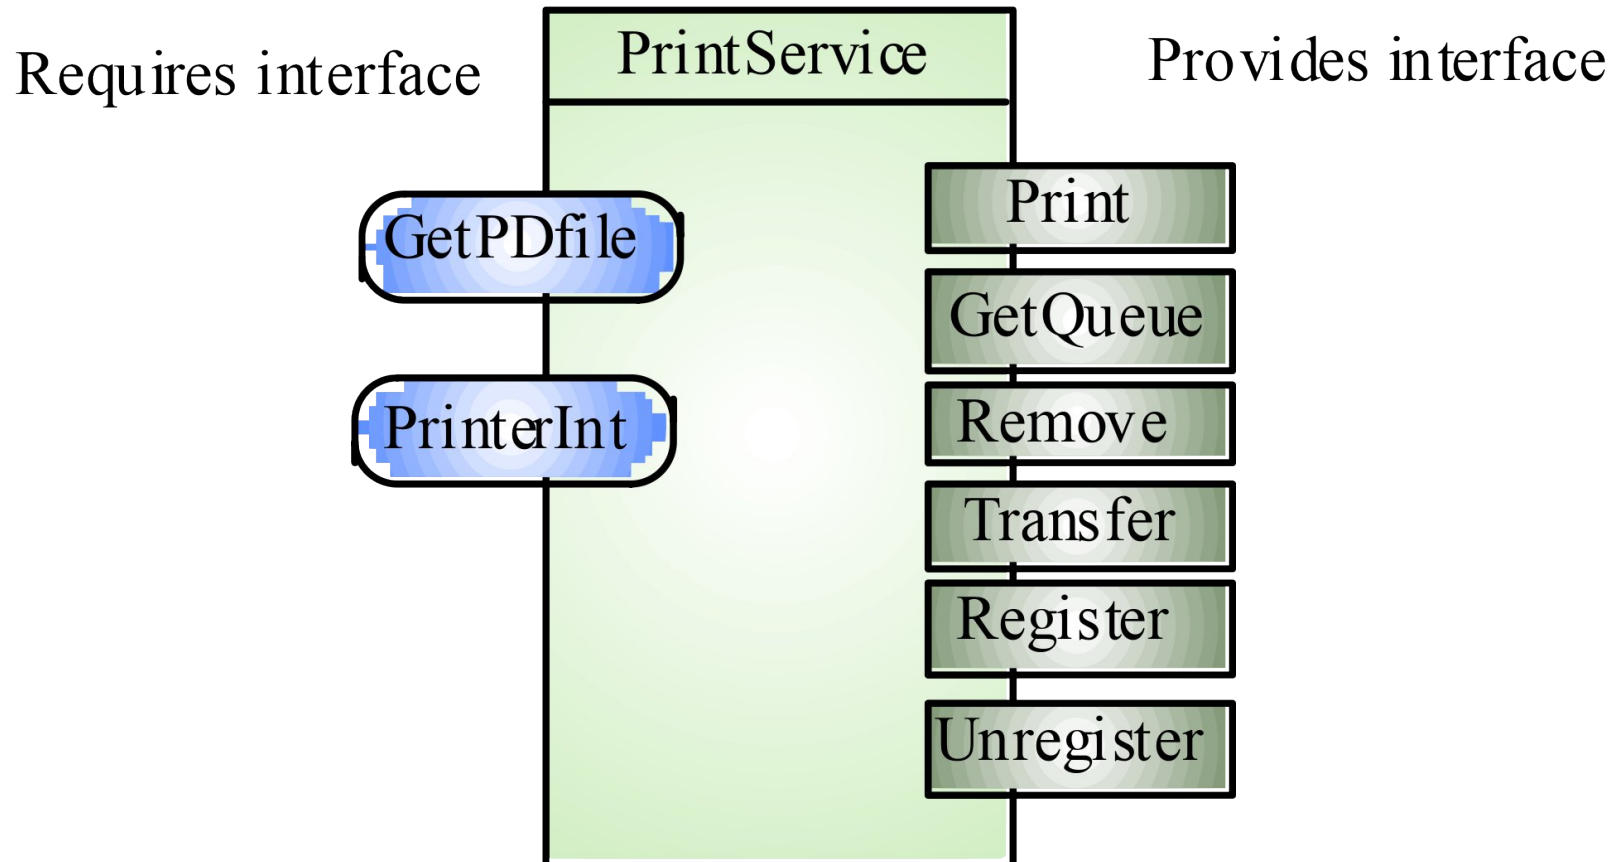 Requires interface
PrintService
Provides interface
GetPDfile
PrinterInt
Print
GetQueue
Remove
Transfer
Register
Unregister